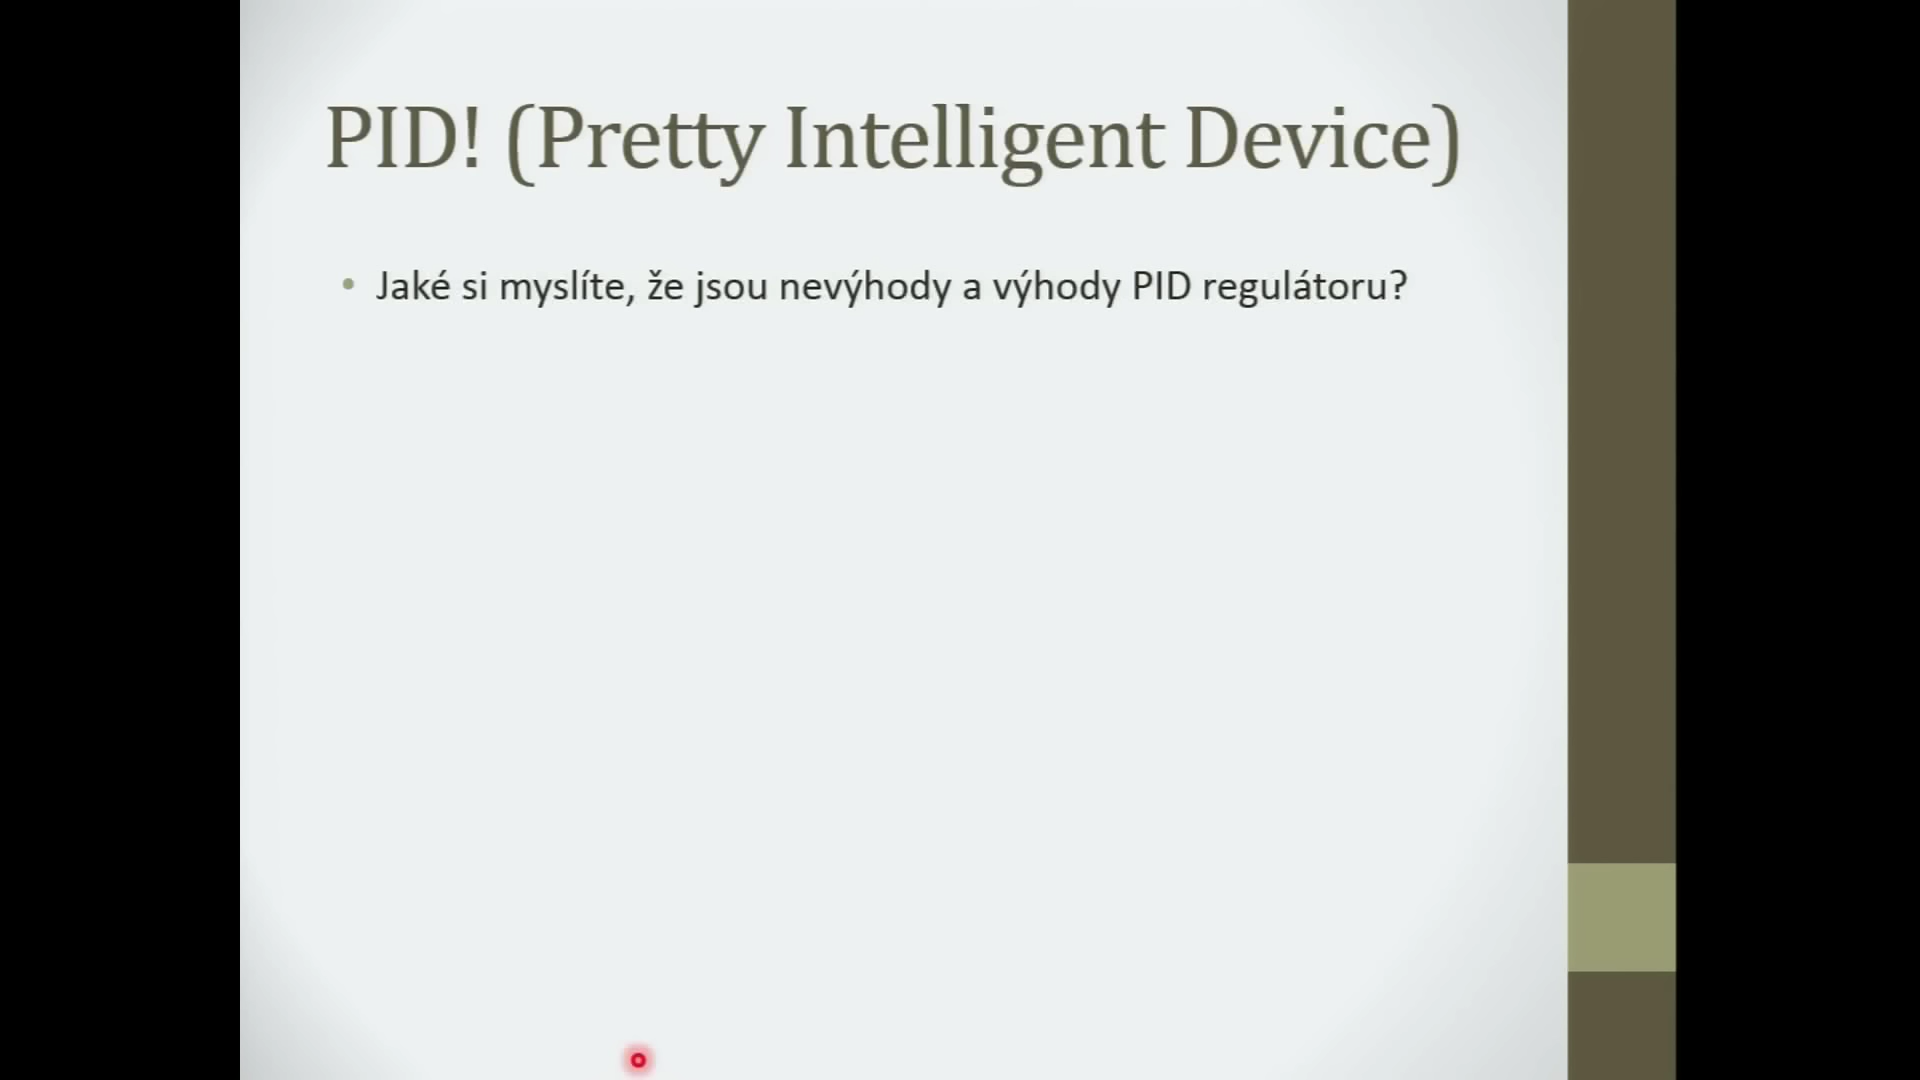 PID! (Pretty Intelligent Device)
• Jaké si myslíte, že jsou nevýhody a výhody PID regulátoru?